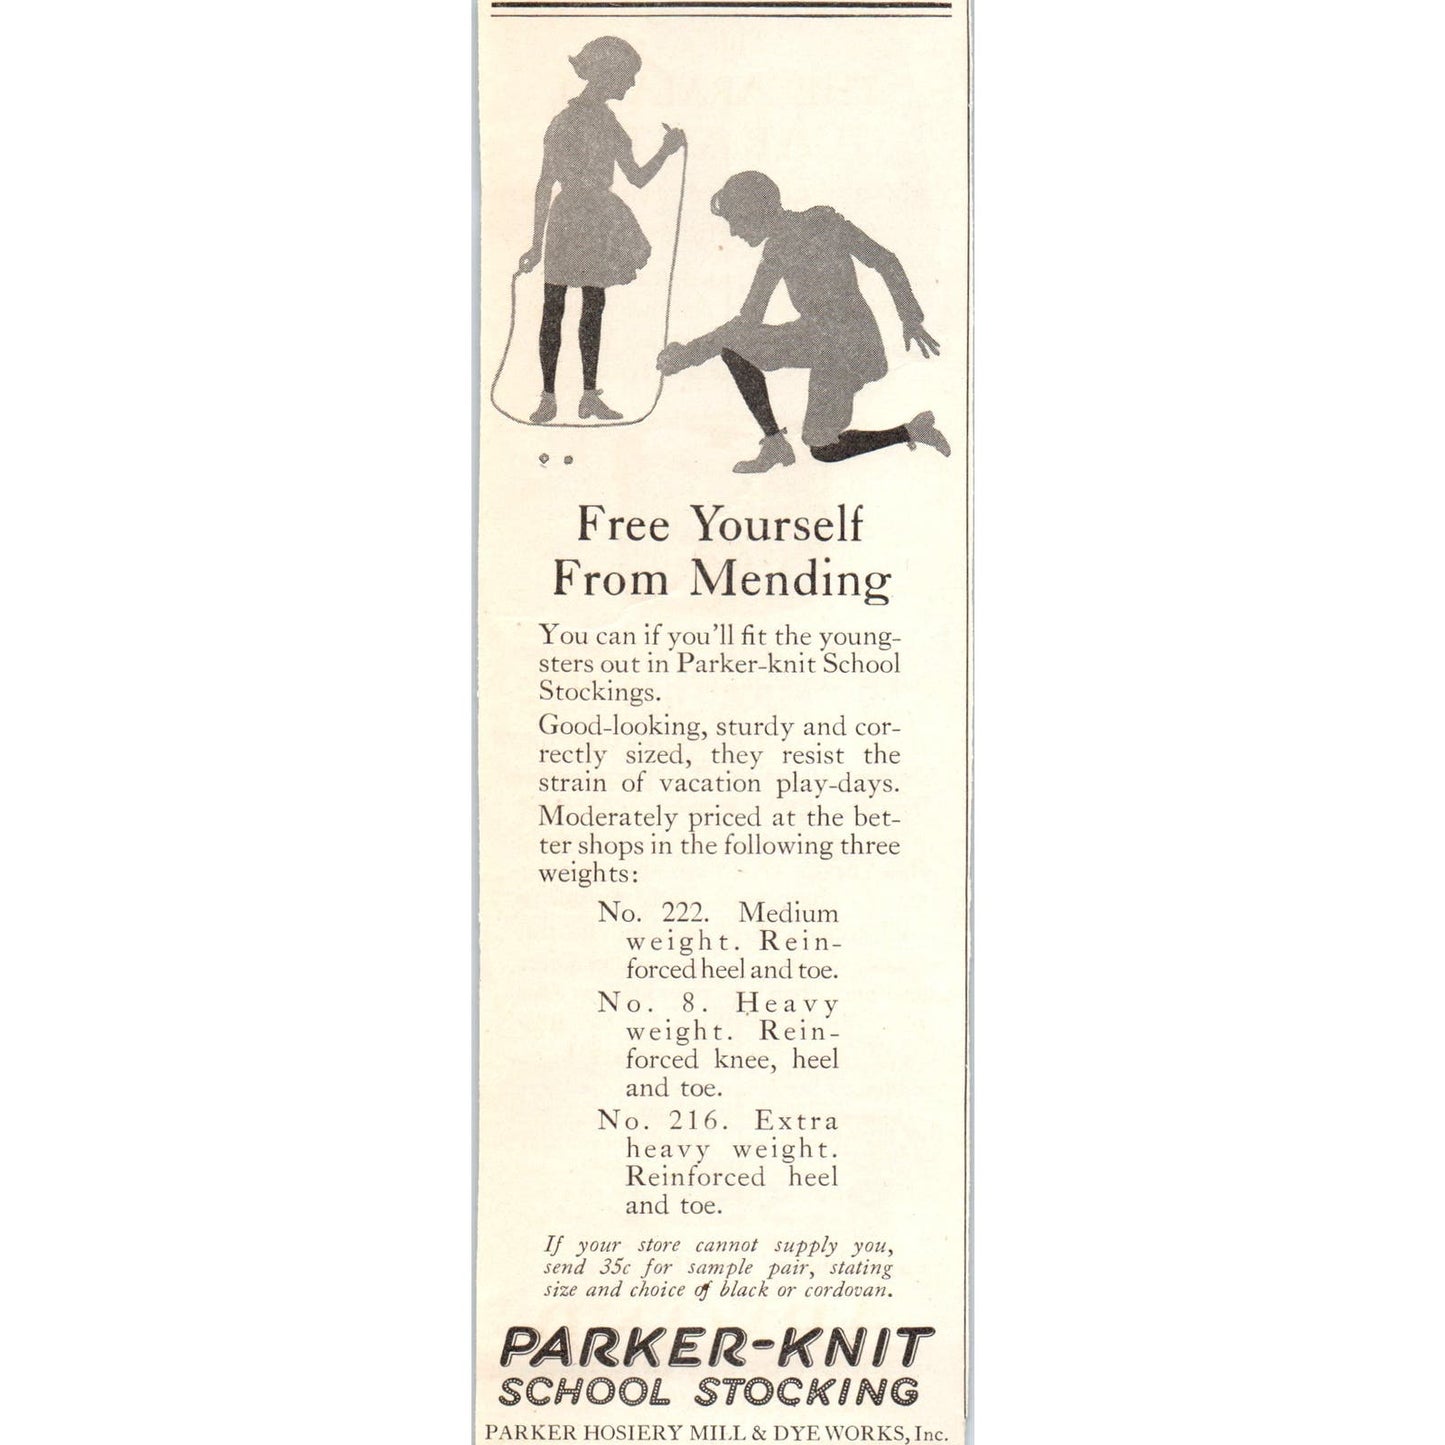 Free Yourself
From Mending
You can if you'll fit the young-
sters out in Parker-knit School
Stockings.
Good-looking, sturdy and cor-
rectly sized, they resist the
strain of vacation play-days.
Moderately priced at the bet-
ter shops in the following three
weights:
No. 222. Medium
weight. Rein-
forced heel and toe.
No. 8. Heavy
weight. Rein-
forced knee, heel
and toe.
No. 216. Extra
heavy weight.
Reinforced heel
and toe.
If your store cannot supply you,
send 35c for sample pair, stating
size and choice of black or cordovan.
PARKER-KNIT
SCHOOL STOCKING
PARKER HOSIERY MILL & DYE WORKS, Inc.